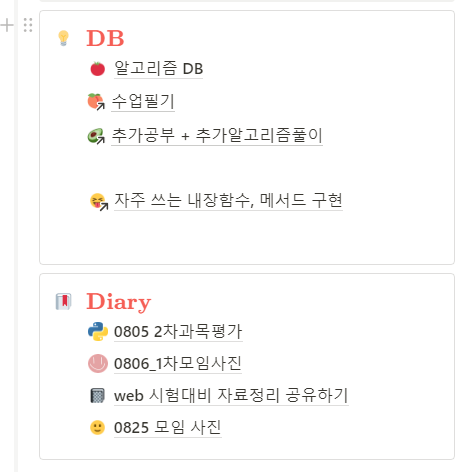 DB
알고리즘 DB
수업필기
추가공부 + 추가알고리즘풀이
자주 쓰는 내장함수, 메서드 구현
Diary
0805 2차과목평가
0806_1차모임사진
web 시험대비 자료정리 공유하기
0825 모임 사진